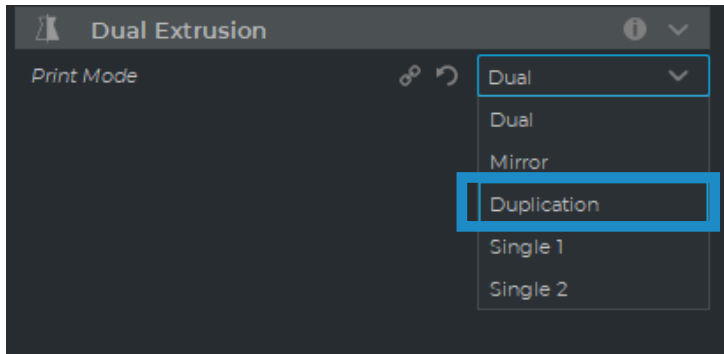 Dual Extrusion
Print Mode
Dual
Dual
Mirror
Duplication
Single 1
Single 2